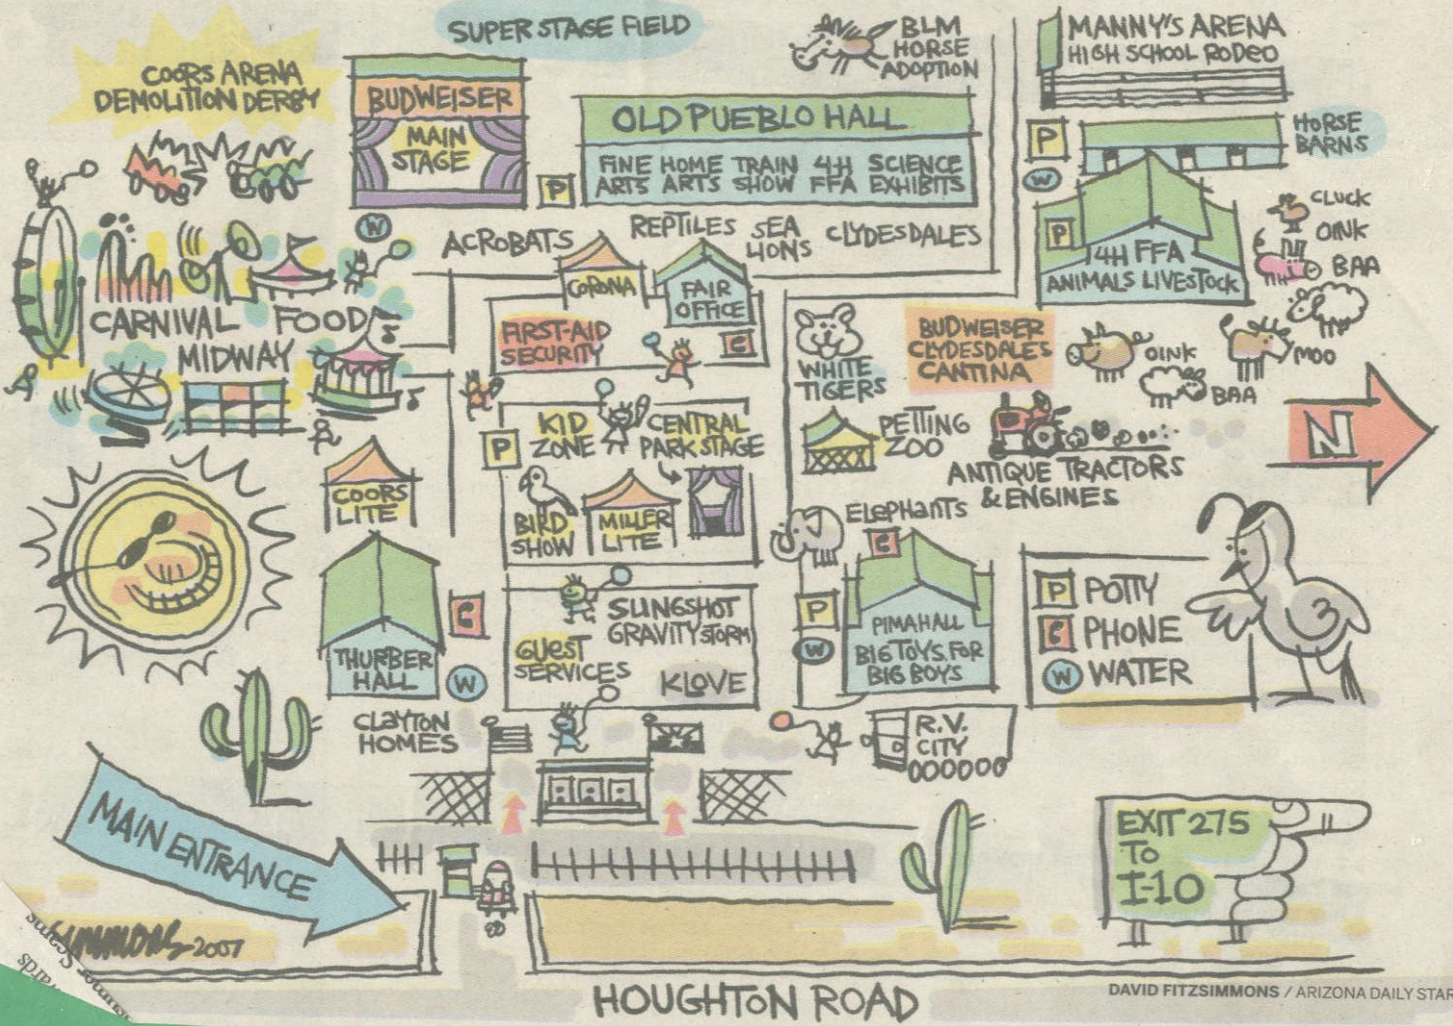 SUPER STAGE FIELD
COORS ARENA
DEMOLITION DERBY
BUDWEISER
MAIN
STAGE
BLM
HORSE
ADOPTION
MANNY'S ARENA
HIGH SCHOOL RODEO
OLD PUEBLO HALL
FINE HOME TRAIN 4H SCIENCE
ARTS ARTS SHOW FFA EXHIBITS
P
W
P
W
HORSE
BARNS
ACROBATS
REPTILES
SEA
LIONS
CLYDESDALES
P
4H FFA
ANIMALS LIVESTOCK
CLUCK
OINK
BAA
MOO
OINK
BAA
CARNIVAL FOOD
MIDWAY
CORONA
FAIR
OFFICE
FIRST-AID
SECURITY
C
WHITE
TIGERS
BUDWEISER
CLYDESDALES
CANTINA
P
KID
ZONE
CENTRAL
PARK STAGE
PETTING
ZOO
ANTIQUE TRACTORS
& ENGINES
N
COORS
LITE
BIRD
SHOW
MILLER
LITE
ELEPHANTS
C
THURBER
HALL
C
W
SLINGSHOT
GRAVITY STORM
GUEST
SERVICES
KLOVE
P
W
PIMA HALL
BIG TOYS FOR
BIG BOYS
P POTTY
C PHONE
W WATER
3
CLAYTON
HOMES
R.V.
CITY
MAIN ENTRANCE
EXIT 275
TO
I-10
SIMMONS 2007
HOUGHTON ROAD
DAVID FITZSIMMONS / ARIZONA DAILY STAR